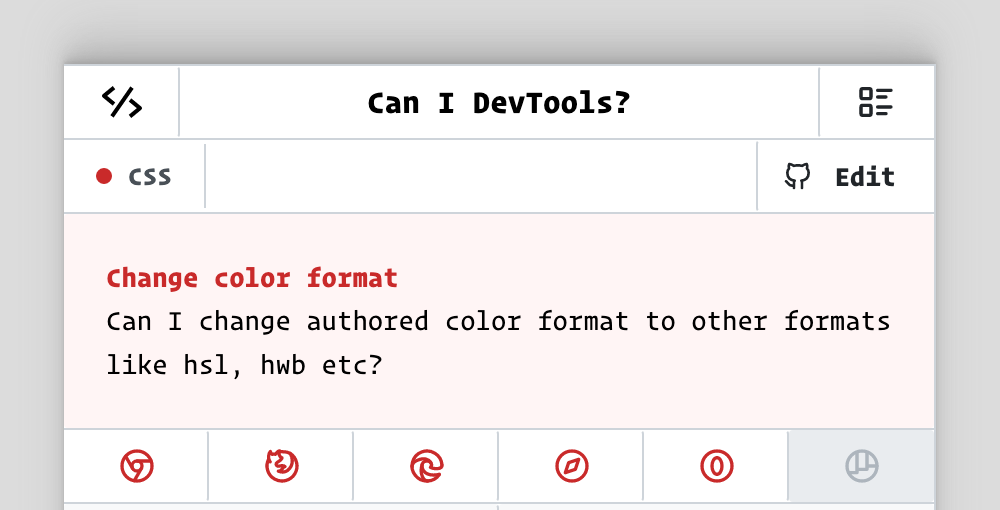 Can I DevTools?
CSS
Edit
Change color format
Can I change authored color format to other formats
like hsl, hwb etc?